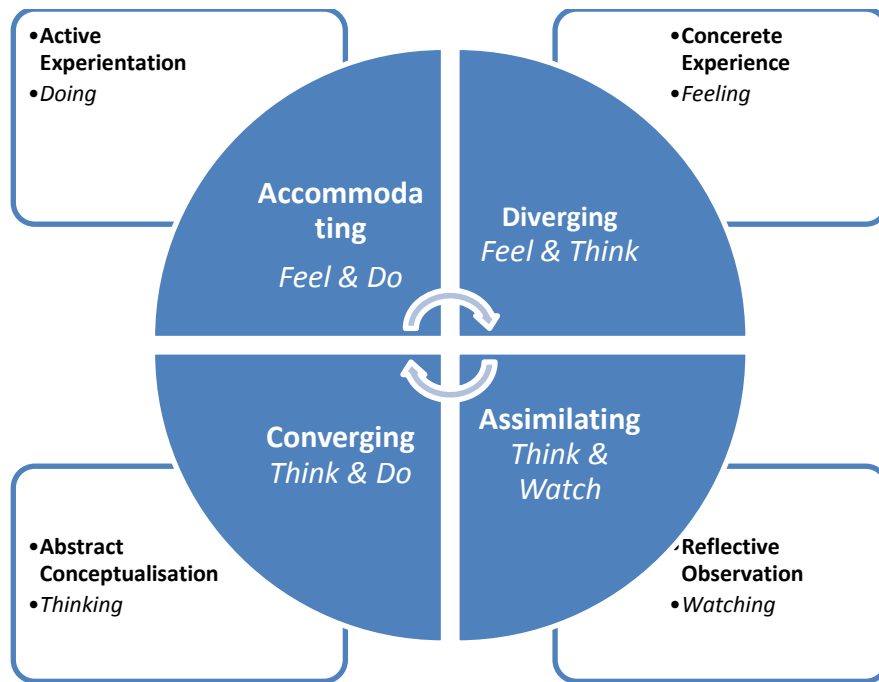 •Active
Experientation
•Doing
•Concerete
Experience
•Feeling
Accommoda
ting
Feel & Do
Diverging
Feel & Think
Converging
Think & Do
Assimilating
Think &
Watch
•Abstract
Conceptualisation
•Thinking
•Reflective
Observation
•Watching